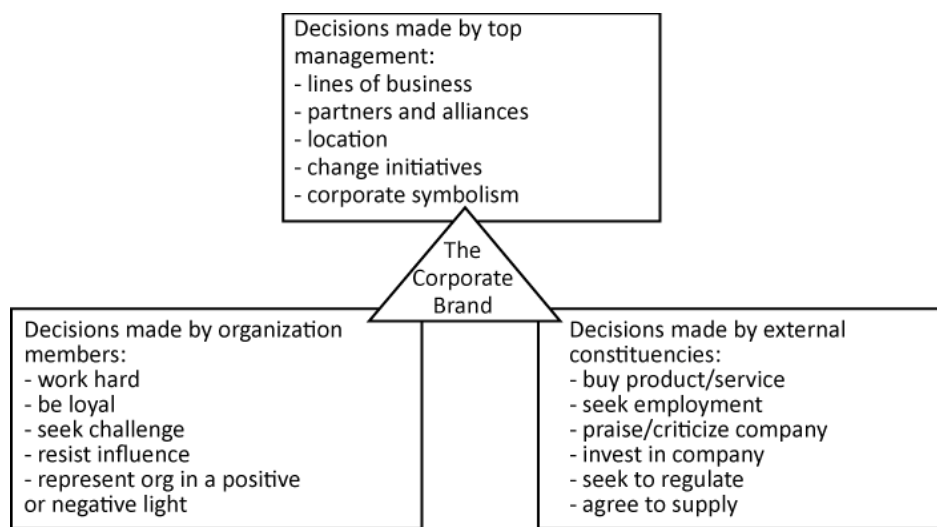 Decisions made by top
management:
- lines of business
- partners and alliances
- location
- change initiatives
- corporate symbolism
The
Corporate
Brand
Decisions made by organization
members:
- work hard
- be loyal
- seek challenge
- resist influence
- represent org in a positive
or negative light
Decisions made by external
constituencies:
- buy product/service
- seek employment
- praise/criticize company
- invest in company
- seek to regulate
- agree to supply